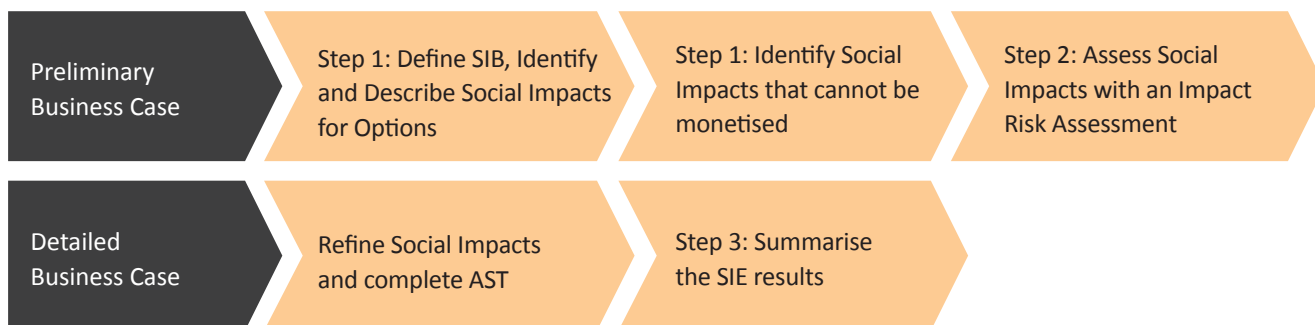 Preliminary
Business Case
Step 1: Define SIB, Identify
and Describe Social Impacts
for Options
Step 1: Identify Social
Impacts that cannot be
monetised
Step 2: Assess Social
Impacts with an Impact
Risk Assessment
Detailed
Business Case
Refine Social Impacts
and complete AST
Step 3: Summarise
the SIE results